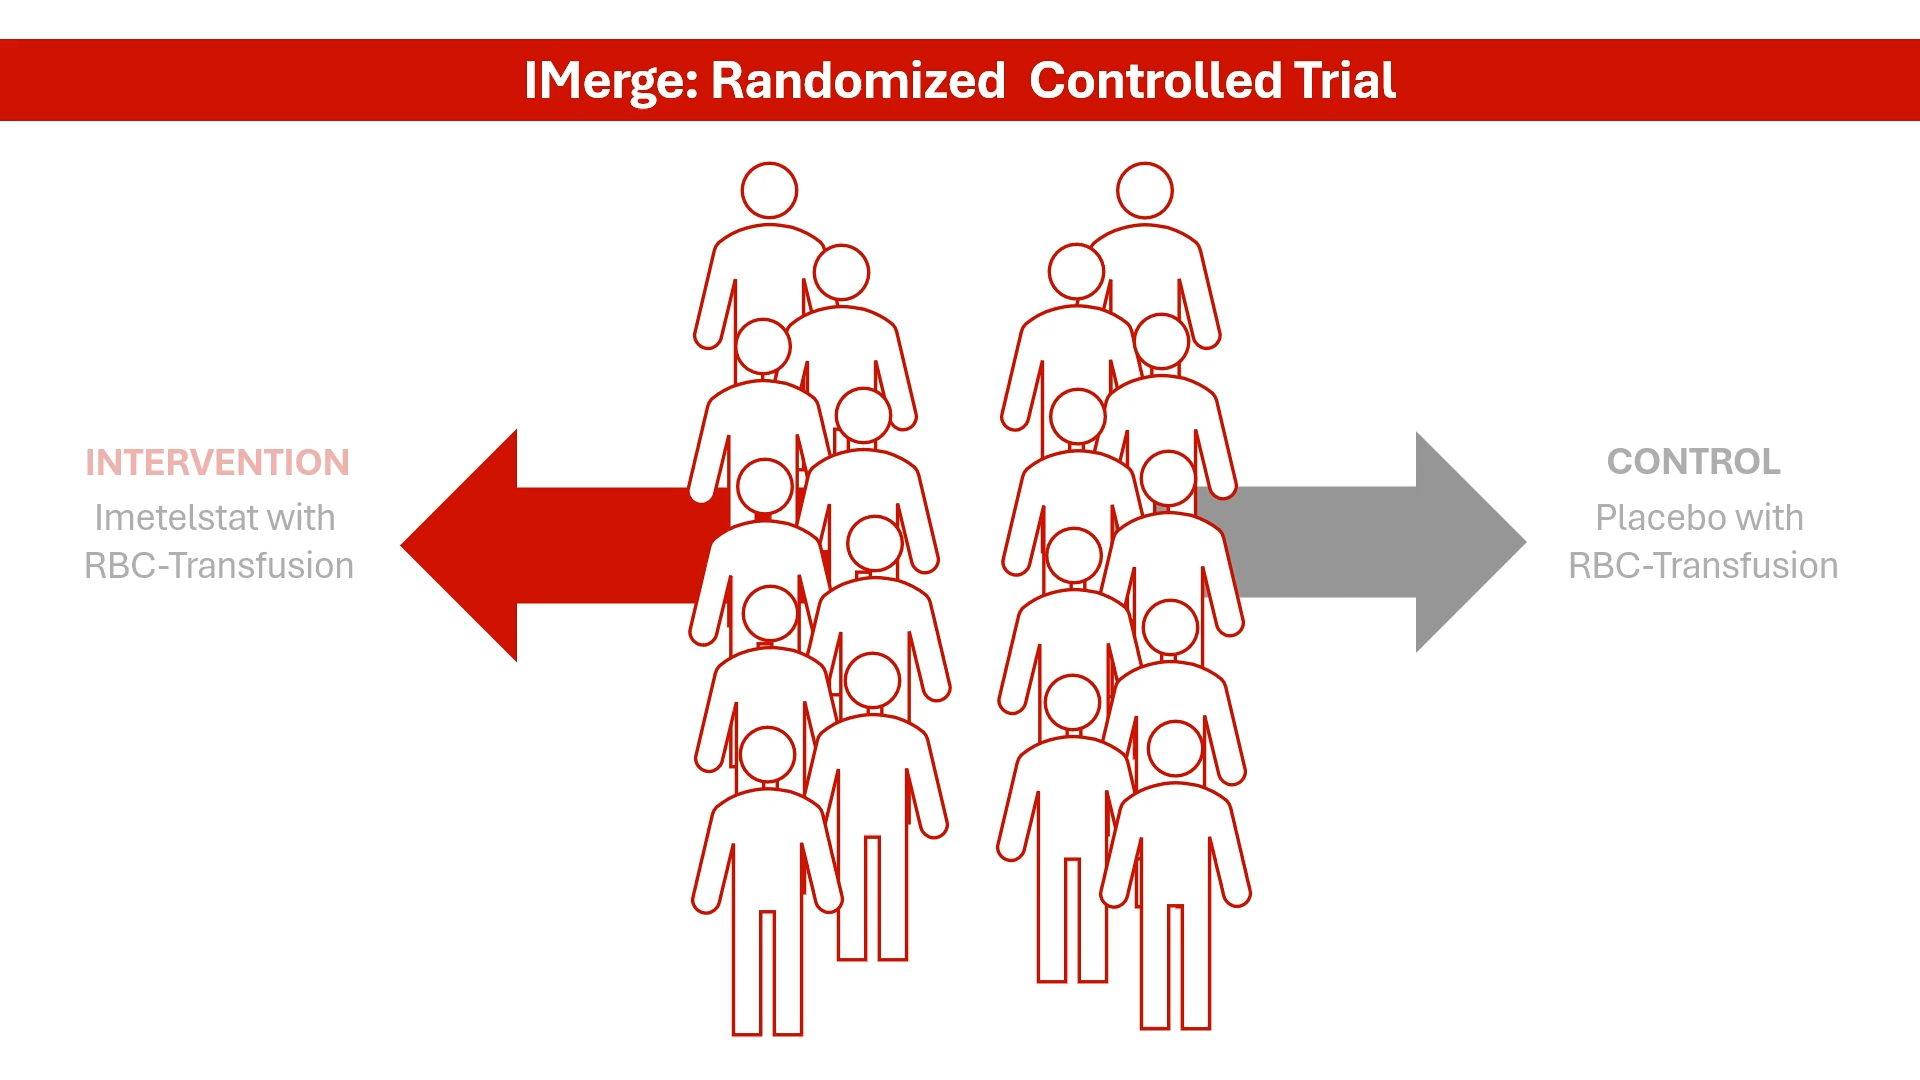 IMerge: Randomized  Controlled Trial
INTERVENTION
Imetelstat with
RBC-Transfusion
CONTROL
Placebo with
RBC-Transfusion